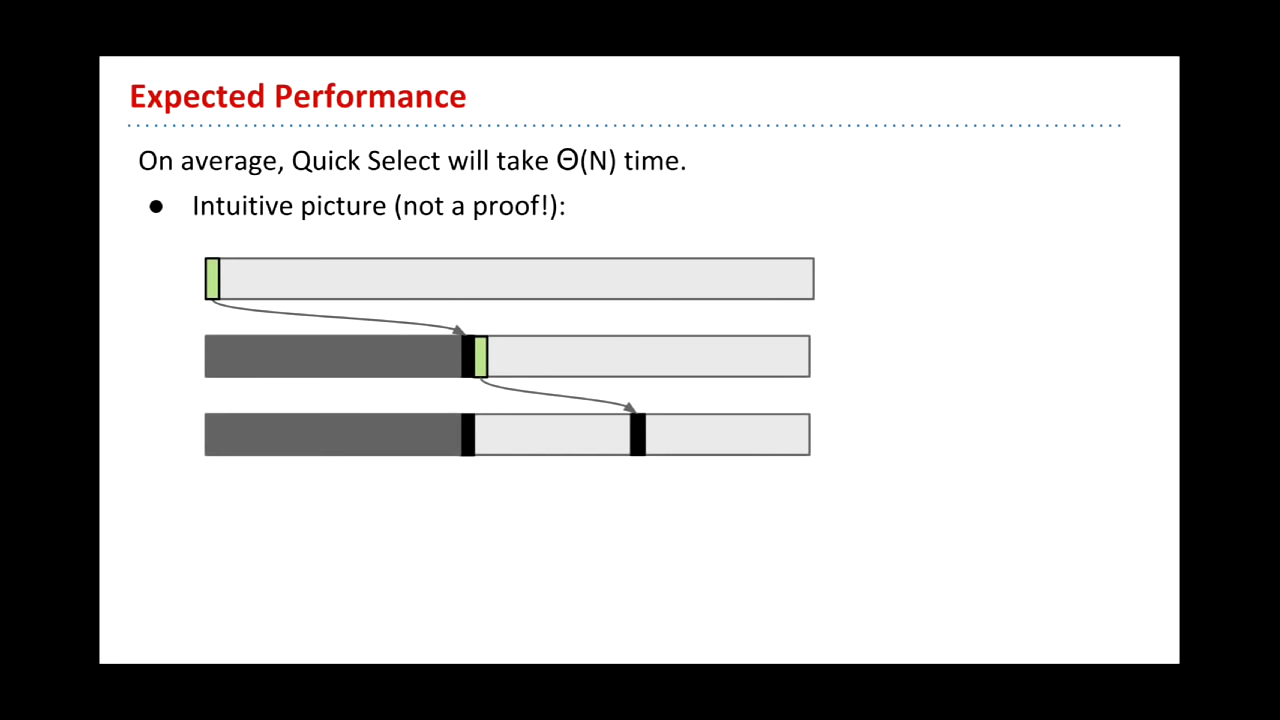 Expected Performance
On average, Quick Select will take Θ(N) time.
● Intuitive picture (not a proof!):